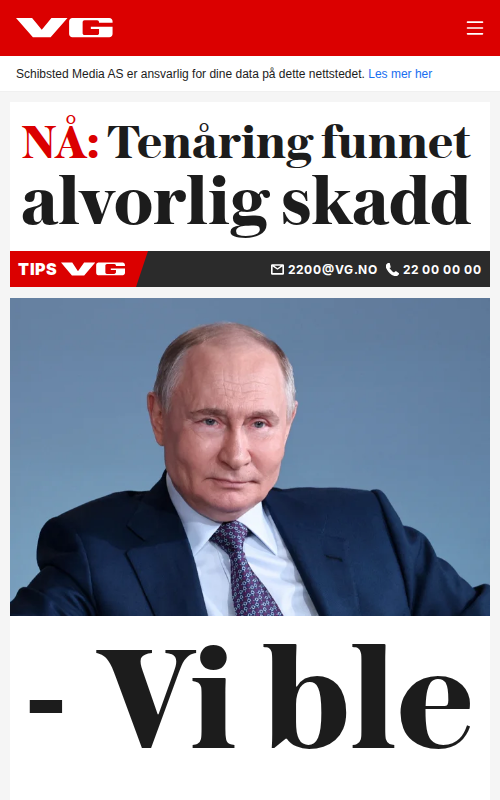 VG
Schibsted Media AS er ansvarlig for dine data på dette nettstedet. Les mer her
NÅ: Tenåring funnet
alvorlig skadd
TIPS VG 2200@VG.NO 22 00 00 00
- Vi ble